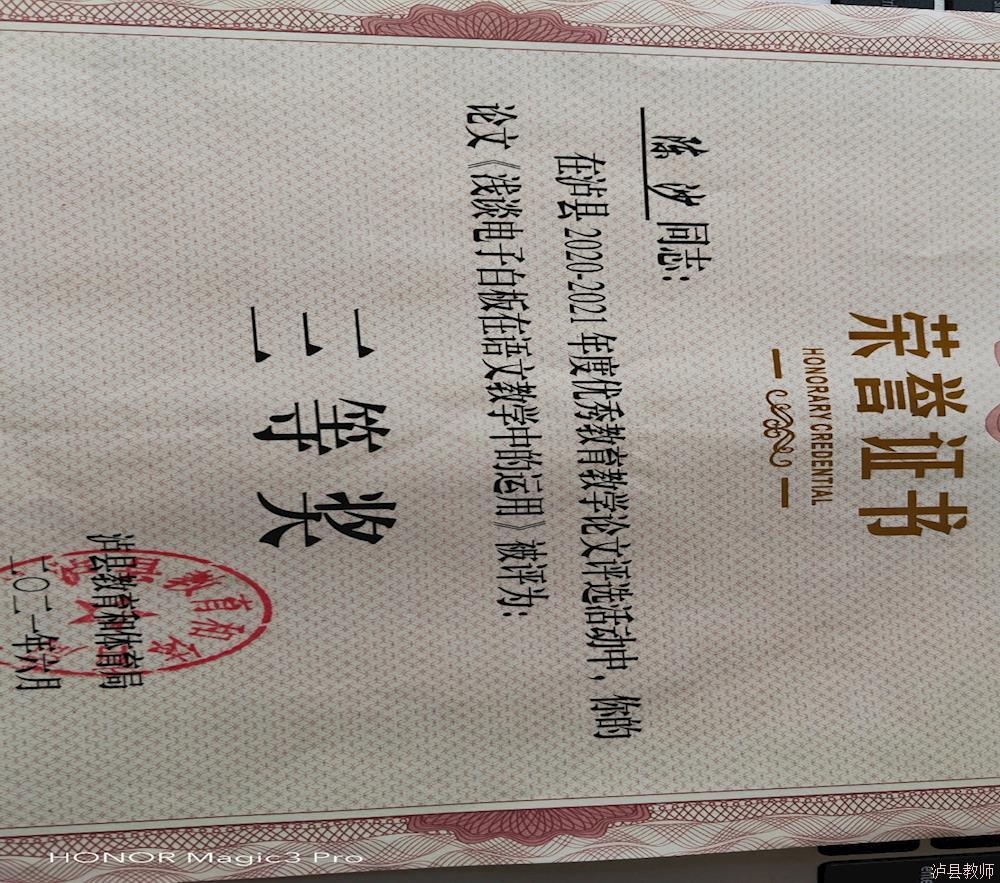 荣誉证书
HONORARY CREDENTIAL
同志：
在泸县2020-2021年度优秀教育教学论文评选活动中，你的
论文《浅谈电子白板在语文教学中的运用》被评为：
三等奖
泸县教育和体育局
二〇二一年六月
HONOR Magic3 Pro
泸县教师